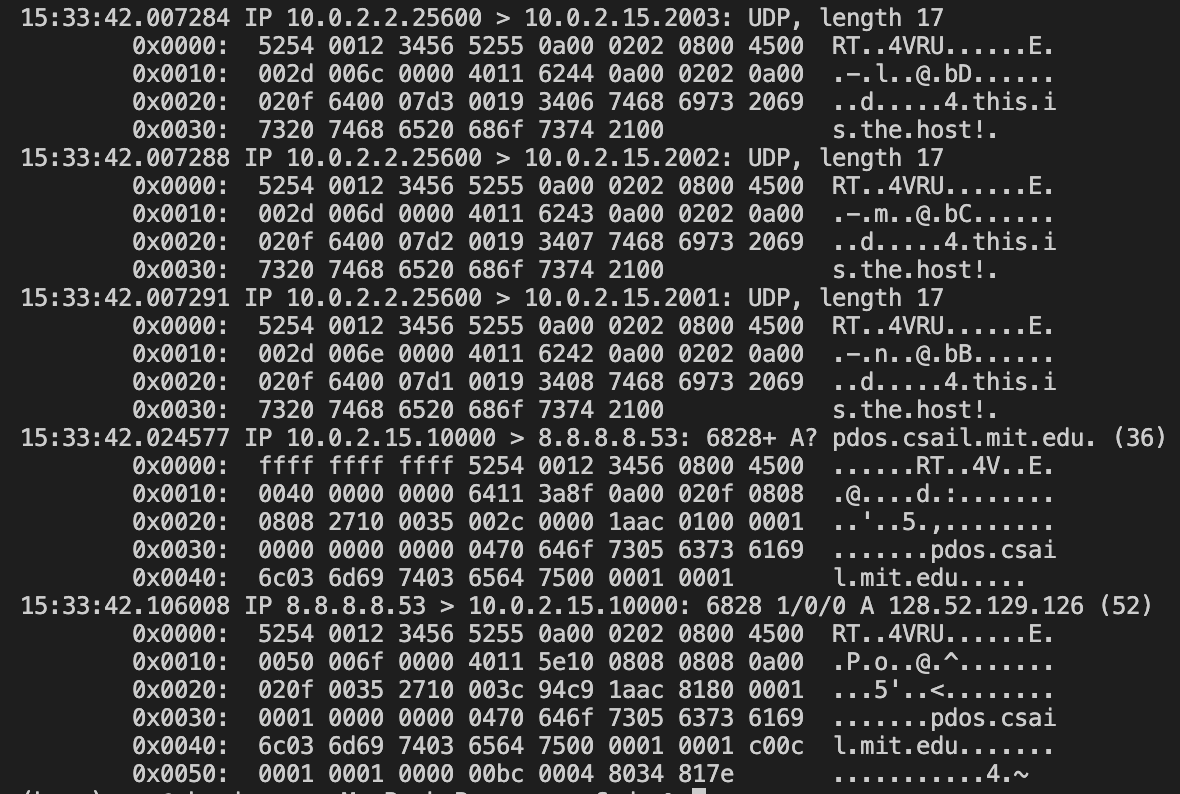 15:33:42.007284 IP 10.0.2.2.25600 > 10.0.2.15.2003: UDP, length 17
0x0000:  5254 0012 3456 5255 0a00 0202 0800 4500  RT..4VRU......E.
0x0010:  002d 006c 0000 4011 6244 0a00 0202 0a00  .-.l..@.bD......
0x0020:  020f 6400 07d3 0019 3406 7468 6973 2069  ..d.....4.this.i
0x0030:  7320 7468 6520 686f 7374 2100            s.the.host!.
15:33:42.007288 IP 10.0.2.2.25600 > 10.0.2.15.2002: UDP, length 17
0x0000:  5254 0012 3456 5255 0a00 0202 0800 4500  RT..4VRU......E.
0x0010:  002d 006d 0000 4011 6243 0a00 0202 0a00  .-.m..@.bC......
0x0020:  020f 6400 07d2 0019 3407 7468 6973 2069  ..d.....4.this.i
0x0030:  7320 7468 6520 686f 7374 2100            s.the.host!.
15:33:42.007291 IP 10.0.2.2.25600 > 10.0.2.15.2001: UDP, length 17
0x0000:  5254 0012 3456 5255 0a00 0202 0800 4500  RT..4VRU......E.
0x0010:  002d 006e 0000 4011 6242 0a00 0202 0a00  .-.n..@.bB......
0x0020:  020f 6400 07d1 0019 3408 7468 6973 2069  ..d.....4.this.i
0x0030:  7320 7468 6520 686f 7374 2100            s.the.host!.
15:33:42.024577 IP 10.0.2.15.10000 > 8.8.8.8.53: 6828+ A? pdos.csail.mit.edu. (36)
0x0000:  ffff ffff ffff 5254 0012 3456 0800 4500  ......RT..4V..E.
0x0010:  0040 0000 0000 6411 3a8f 0a00 020f 0808  .@....d.:.......
0x0020:  0808 2710 0035 002c 0000 1aac 0100 0001  ..'..5.,........
0x0030:  0000 0000 0000 0470 646f 7305 6373 6169  .......pdos.csai
0x0040:  6c03 6d69 7403 6564 7500 0001 0001       l.mit.edu.....
15:33:42.106008 IP 8.8.8.8.53 > 10.0.2.15.10000: 6828 1/0/0 A 128.52.129.126 (52)
0x0000:  5254 0012 3456 5255 0a00 0202 0800 4500  RT..4VRU......E.
0x0010:  0050 006f 0000 4011 5e10 0808 0808 0a00  .P.o..@.^.......
0x0020:  020f 0035 2710 003c 94c9 1aac 8180 0001  ...5'..<........
0x0030:  0001 0000 0000 0470 646f 7305 6373 6169  .......pdos.csai
0x0040:  6c03 6d69 7403 6564 7500 0001 0001 c00c  l.mit.edu.......
0x0050:  0001 0001 0000 00bc 0004 8034 817e       ...........4.~